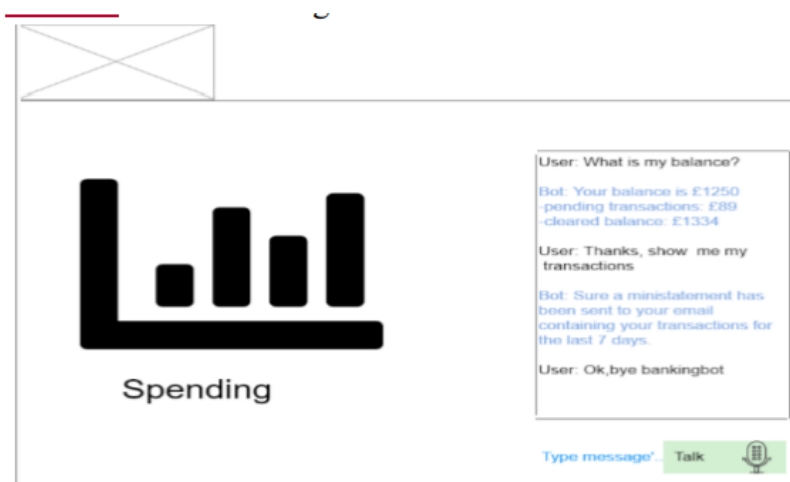 User: What is my balance?
Bot: Your balance is £1250
-pending transactions: £89
-cleared balance: £1334
User: Thanks, show me my
transactions
Bot: Sure a ministatement has
been sent to your email
containing your transactions for
the last 7 days.
User: Ok,bye bankingbot
Spending
Type message'.. Talk